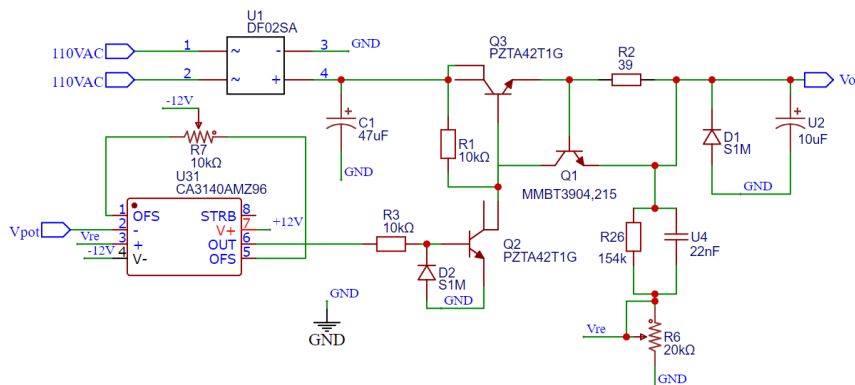 U1
DF02SA
110VAC
1
~
-
3
GND
110VAC
2
~
+
4
Q3
PZTA42T1G
R2
39
Vo
-12V
R7
10kΩ
+
C1
47uF
GND
R1
10kΩ
Q1
MMBT3904,215
D1
S1M
GND
+
U2
10uF
U31
CA3140AMZ96
1
OFS
STRB
8
Vpot
2
-
V+
7
+12V
Vre
3
+
OUT
6
-12V
4
V-
OFS
5
R3
10kΩ
D2
S1M
GND
Q2
PZTA42T1G
R26
154k
U4
22nF
GND
GND
Vre
R6
20kΩ
GND